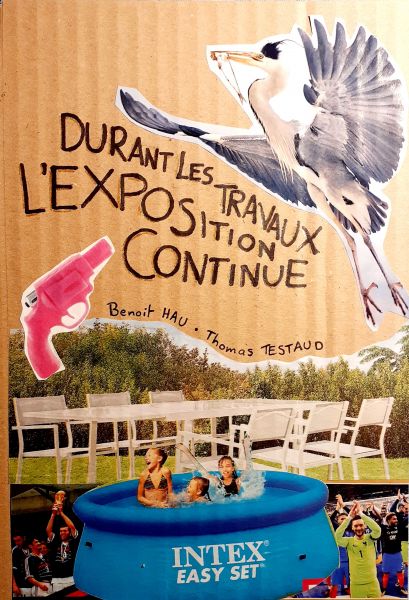 DURANT LES
TRAVAUX
L'EXPOSITION
CONTINUE
Benoit HAU · Thomas TESTAUD
INTEX
EASY SET